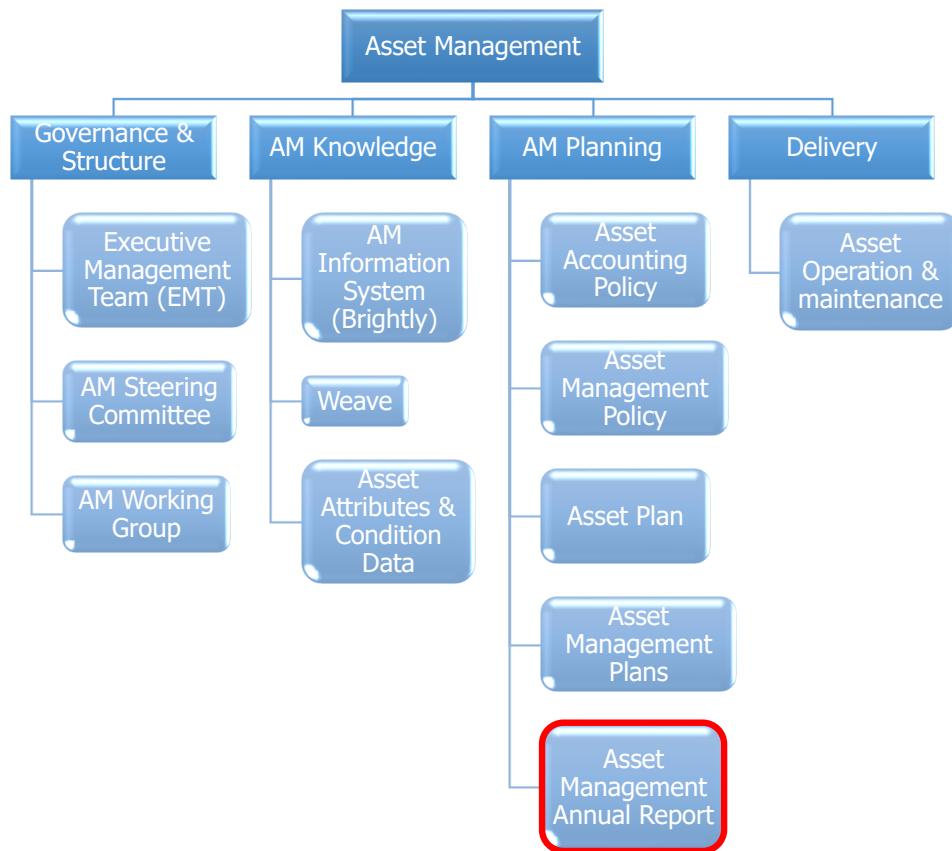 Asset Management
Governance &
Structure
Executive
Management
Team (EMT)
AM Steering
Committee
AM Working
Group
AM Knowledge
AM
Information
System
(Brightly)
Weave
Asset
Attributes &
Condition
Data
AM Planning
Asset
Accounting
Policy
Asset
Management
Policy
Asset Plan
Asset
Management
Plans
Asset
Management
Annual Report
Delivery
Asset
Operation &
maintenance